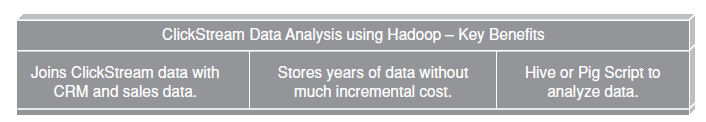 ClickStream Data Analysis using Hadoop – Key Benefits
Joins ClickStream data with
CRM and sales data.
Stores years of data without
much incremental cost.
Hive or Pig Script to
analyze data.